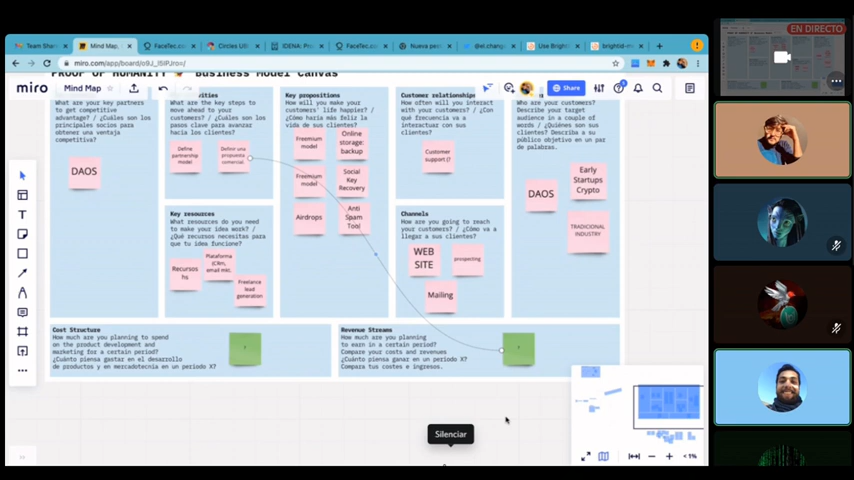 EN DIRECTO
Team Share
Mind Map,
FaceTec.co
Circles UBI
IDENA: Pro
FaceTec.co
Nueva pes
@el.chang
Use Bright
brightid-m
miro.com/app/board/o9J_lSIPJro=/
PROOF OF HUMANITY Business Model Canvas
miro
Mind Map
Share
What are your key partners
to get competitive
advantage? / ¿Cuáles son los
principales socios para
obtener una ventaja
competitiva?
DAOS
vities
What are the key steps to
move ahead to your
customers? / ¿Cuáles son los
pasos clave para avanzar
hacia los clientes?
Define
partnership
model
Define una
propuesta
comercial
Key resources
What resources do you need
to make your idea work? /
¿Qué recursos necesitas para
que tu idea funcione?
Recursos
hs
Plataforma
(CRm,
email mkt.
Freelance
lead
generation
Key propositions
How will you make your
customers' life happier? /
¿Cómo harás más feliz la
vida de sus clientes?
Freemium
model
Online
storage:
backup
Freemium
model
Social
Key
Recovery
Airdrops
Anti
Spam
Tool
Customer relationships
How often will you interact
with your customers? / ¿Con
qué frecuencia va a
interactuar con sus
clientes?
Customer
support ()
Channels
How are you going to reach
your customers? / ¿Cómo va a
llegar a sus clientes?
WEB
SITE
prospecting
Mailing
Who are your customers?
Describe your target
audience in a couple of
words / ¿Quiénes son sus
clientes? Describa a su
público objetivo en un par
de palabras.
DAOS
Early
Startups
Crypto
TRADICIONAL
INDUSTRY
Cost Structure
How much are you planning to spend
on the product development and
marketing for a certain period?
¿Cuánto piensa gastar en el desarrollo
de productos y en mercadotecnia en un periodo X?
Revenue Streams
How much are you planning
to earn in a certain period?
Compare your costs and revenues
¿Cuánto piensa ganar en un periodo X?
Compara tus costes e ingresos.
Silenciar
< 1%